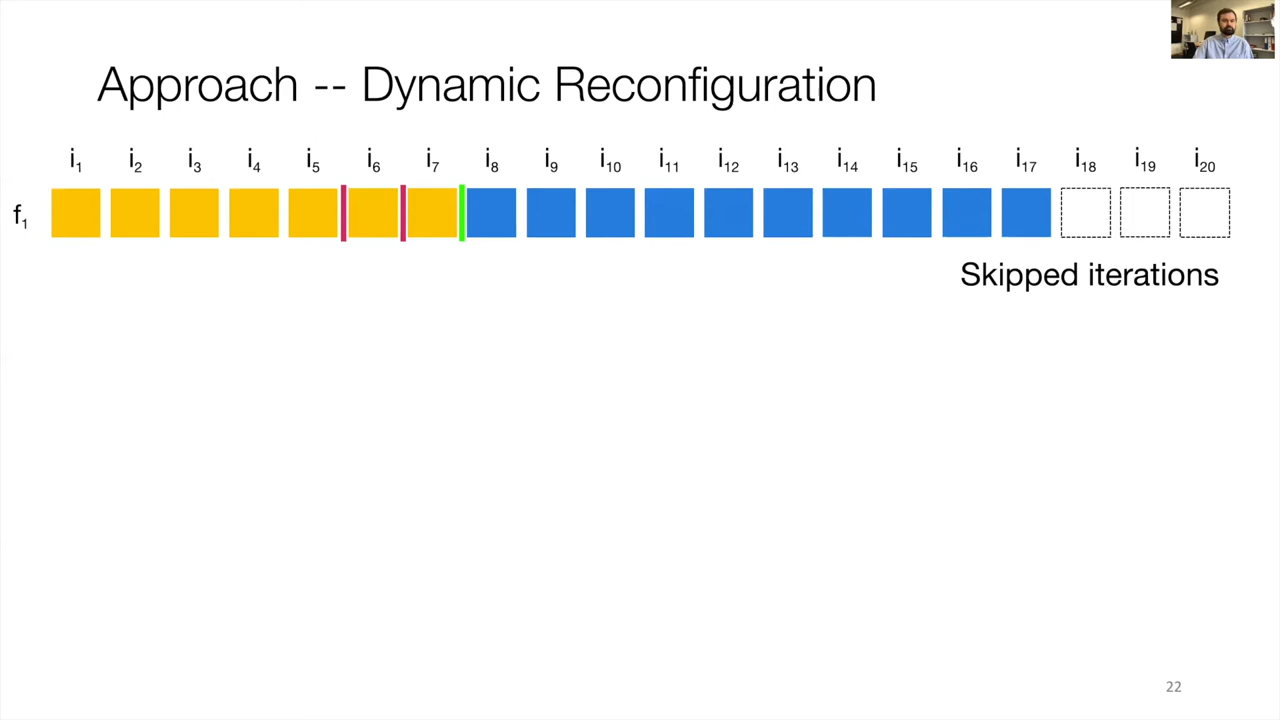 Approach -- Dynamic Reconfiguration
i₁ i₂ i₃ i₄ i₅ i₆ i₇ i₈ i₉ i₁₀ i₁₁ i₁₂ i₁₃ i₁₄ i₁₅ i₁₆ i₁₇ i₁₈ i₁₉ i₂₀
f₁
Skipped iterations
22